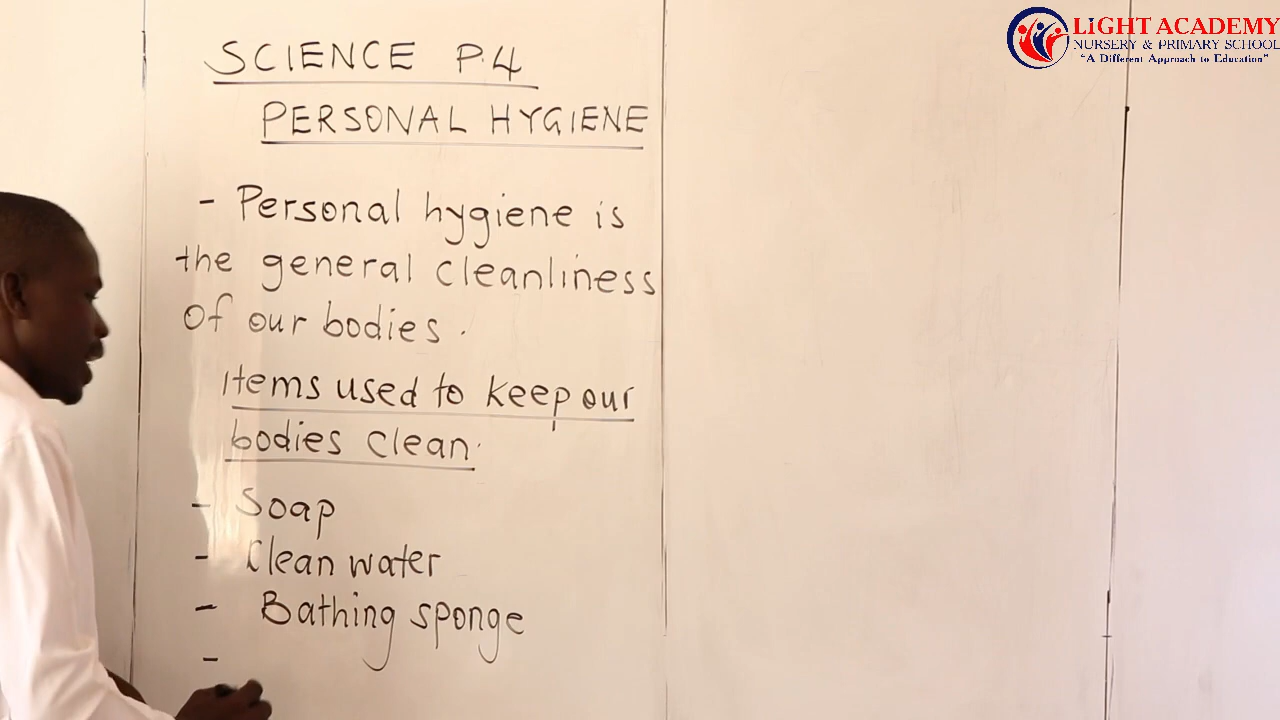 SCIENCE P.4
PERSONAL HYGIENE
- Personal hygiene is
the general cleanliness
of our bodies.
Items used to keep our
bodies clean.
- Soap
- Clean water
- Bathing sponge
-
LiGHT ACADEMY
NURSERY & PRIMARY SCHOOL
"A Different Approach to Education"